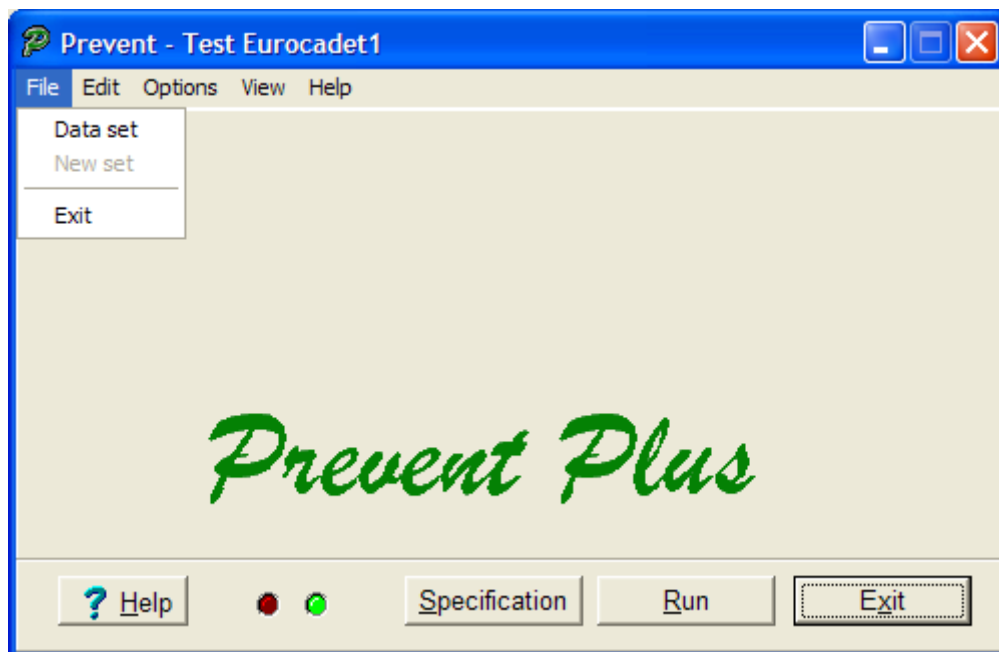 Prevent - Test Eurocadet1
File Edit Options View Help
Data set
New set
Exit
Prevent Plus
? Help Specification Run Exit